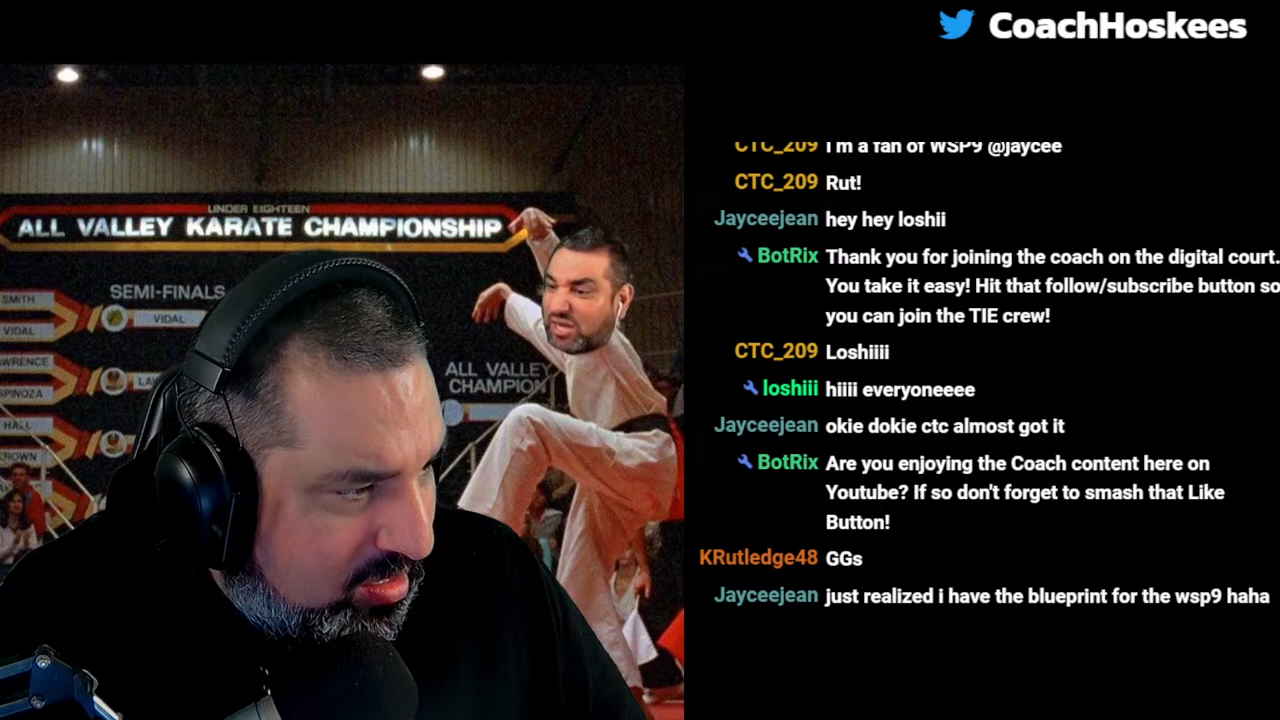 CoachHoskees
UNDER EIGHTEEN
ALL VALLEY KARATE CHAMPIONSHIP
SEMI-FINALS
SMITH
VIDAL
VIDAL
SPINOZA
HALL
ALL VALLEY
CHAMPION
CTC_209 I'm a fan of WSP9 @jaycee
CTC_209 Rut!
Jayceejean hey hey loshii
BotRix Thank you for joining the coach on the digital court.
You take it easy! Hit that follow/subscribe button so
you can join the TIE crew!
CTC_209 Loshiiii
loshiii hiiii everyoneeee
Jayceejean okie dokie ctc almost got it
BotRix Are you enjoying the Coach content here on
Youtube? If so don't forget to smash that Like
Button!
KRutledge48 GGs
Jayceejean just realized i have the blueprint for the wsp9 haha